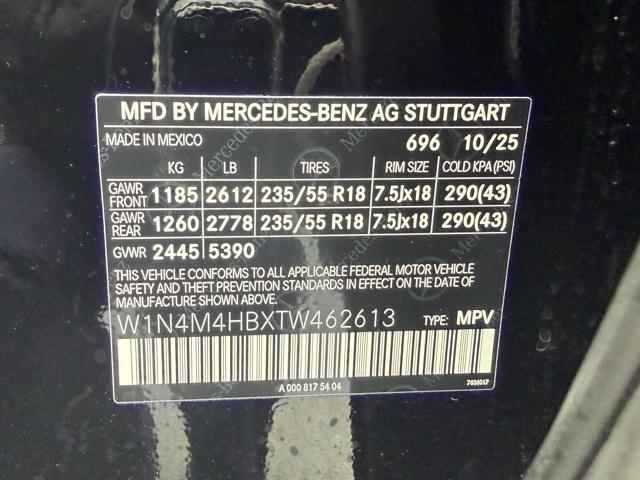 MFD BY MERCEDES-BENZ AG STUTTGART
MADE IN MEXICO 696 10/25
KG LB TIRES RIM SIZE COLD KPA(PSI)
GAWR FRONT 1185 2612 235/55 R18 7.5Jx18 290(43)
GAWR REAR 1260 2778 235/55 R18 7.5Jx18 290(43)
GVWR 2445 5390
THIS VEHICLE CONFORMS TO ALL APPLICABLE FEDERAL MOTOR VEHICLE
SAFETY AND THEFT PREVENTION STANDARDS IN EFFECT ON THE DATE OF
MANUFACTURE SHOWN ABOVE.
W1N4M4HBXTW462613 TYPE: MPV
A 000 817 54 04